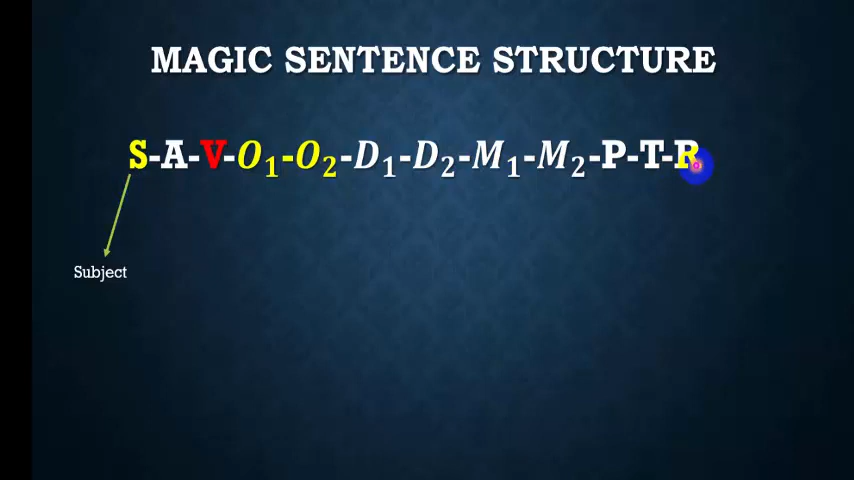 MAGIC SENTENCE STRUCTURE
S-A-V-O₁-O₂-D₁-D₂-M₁-M₂-P-T-R
Subject